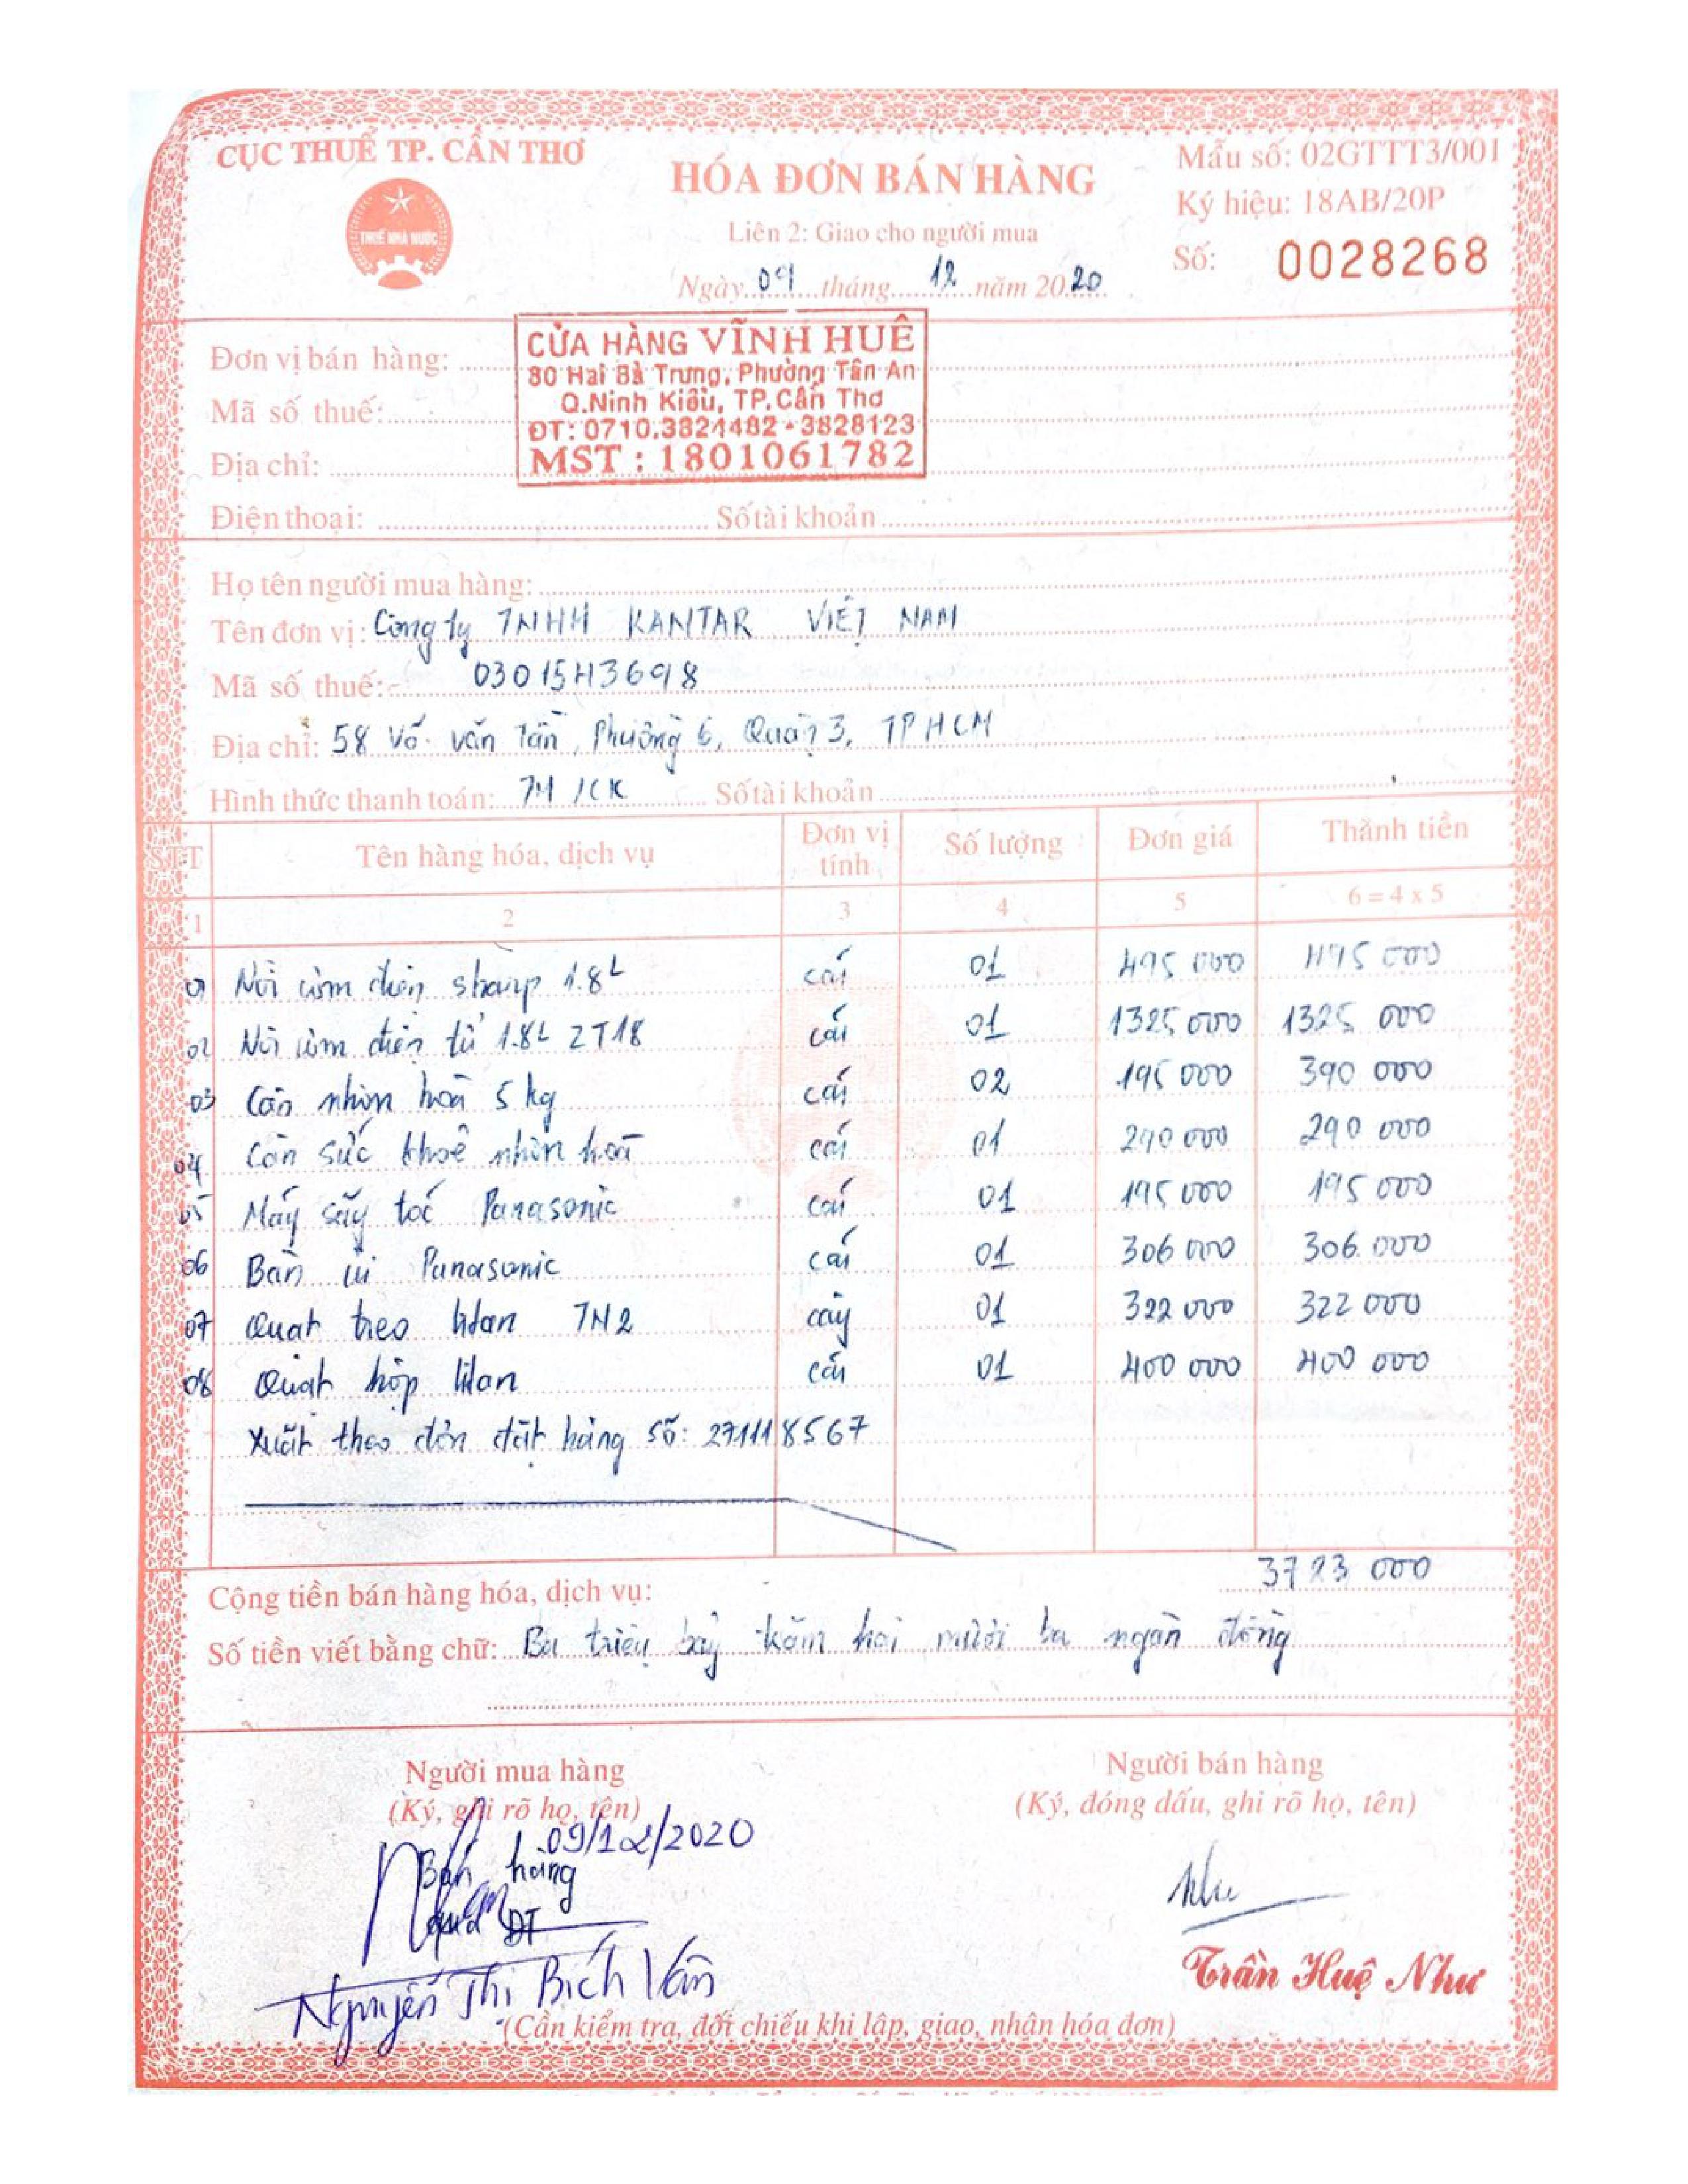 CỤC THUẾ TP. CẦN THƠ
THUẾ NHÀ NƯỚC
HÓA ĐƠN BÁN HÀNG
Liên 2: Giao cho người mua
Ngày 09 tháng 12 năm 2020
Mẫu số: 02GTTT3/001
Ký hiệu: 18AB/20P
Số: 0028268
Đơn vị bán hàng:
Mã số thuế:
Địa chỉ:
CỬA HÀNG VĨNH HUÊ
80 Hai Bà Trưng, Phường Tân An
Q.Ninh Kiều, TP.Cần Thơ
ĐT: 0710.3821482 - 3828123
MST : 1801061782
Điện thoại: Số tài khoản
Họ tên người mua hàng:
Tên đơn vị: Công ty TNHH KANTAR VIỆT NAM
Mã số thuế: 0301543698
Địa chỉ: 58 Võ Văn Tần, Phường 6, Quận 3, TPHCM
Hình thức thanh toán: TM/CK Số tài khoản
STT Tên hàng hóa, dịch vụ Đơn vị tính Số lượng Đơn giá Thành tiền
1 2 3 4 5 6 = 4 x 5
01 Nồi cơm điện sharp 1.8L cái 01 495 000 495 000
02 Nồi cơm điện tử 1.8L ZT18 cái 01 1325 000 1325 000
03 Cân nhơn hoà 5 kg cái 02 195 000 390 000
04 Cân sức khoẻ nhơn hoà cái 01 290 000 290 000
05 Máy sấy tóc Panasonic cái 01 195 000 195 000
06 Bàn ủi Panasonic cái 01 306 000 306.000
07 Quạt treo titan TN2 cây 01 322 000 322 000
08 Quạt hộp titan cái 01 400 000 400 000
Xuất theo đơn đặt hàng số: 271118567
Cộng tiền bán hàng hóa, dịch vụ: 3723 000
Số tiền viết bằng chữ: Ba triệu bảy trăm hai mươi ba ngàn đồng
Người mua hàng
(Ký, ghi rõ họ, tên)
09/12/2020
Bán hàng
qua ĐT
Nguyễn Thị Bích Vân
Người bán hàng
(Ký, đóng dấu, ghi rõ họ, tên)
Như
Trần Huệ Như
(Cần kiểm tra, đối chiếu khi lập, giao, nhận hóa đơn)